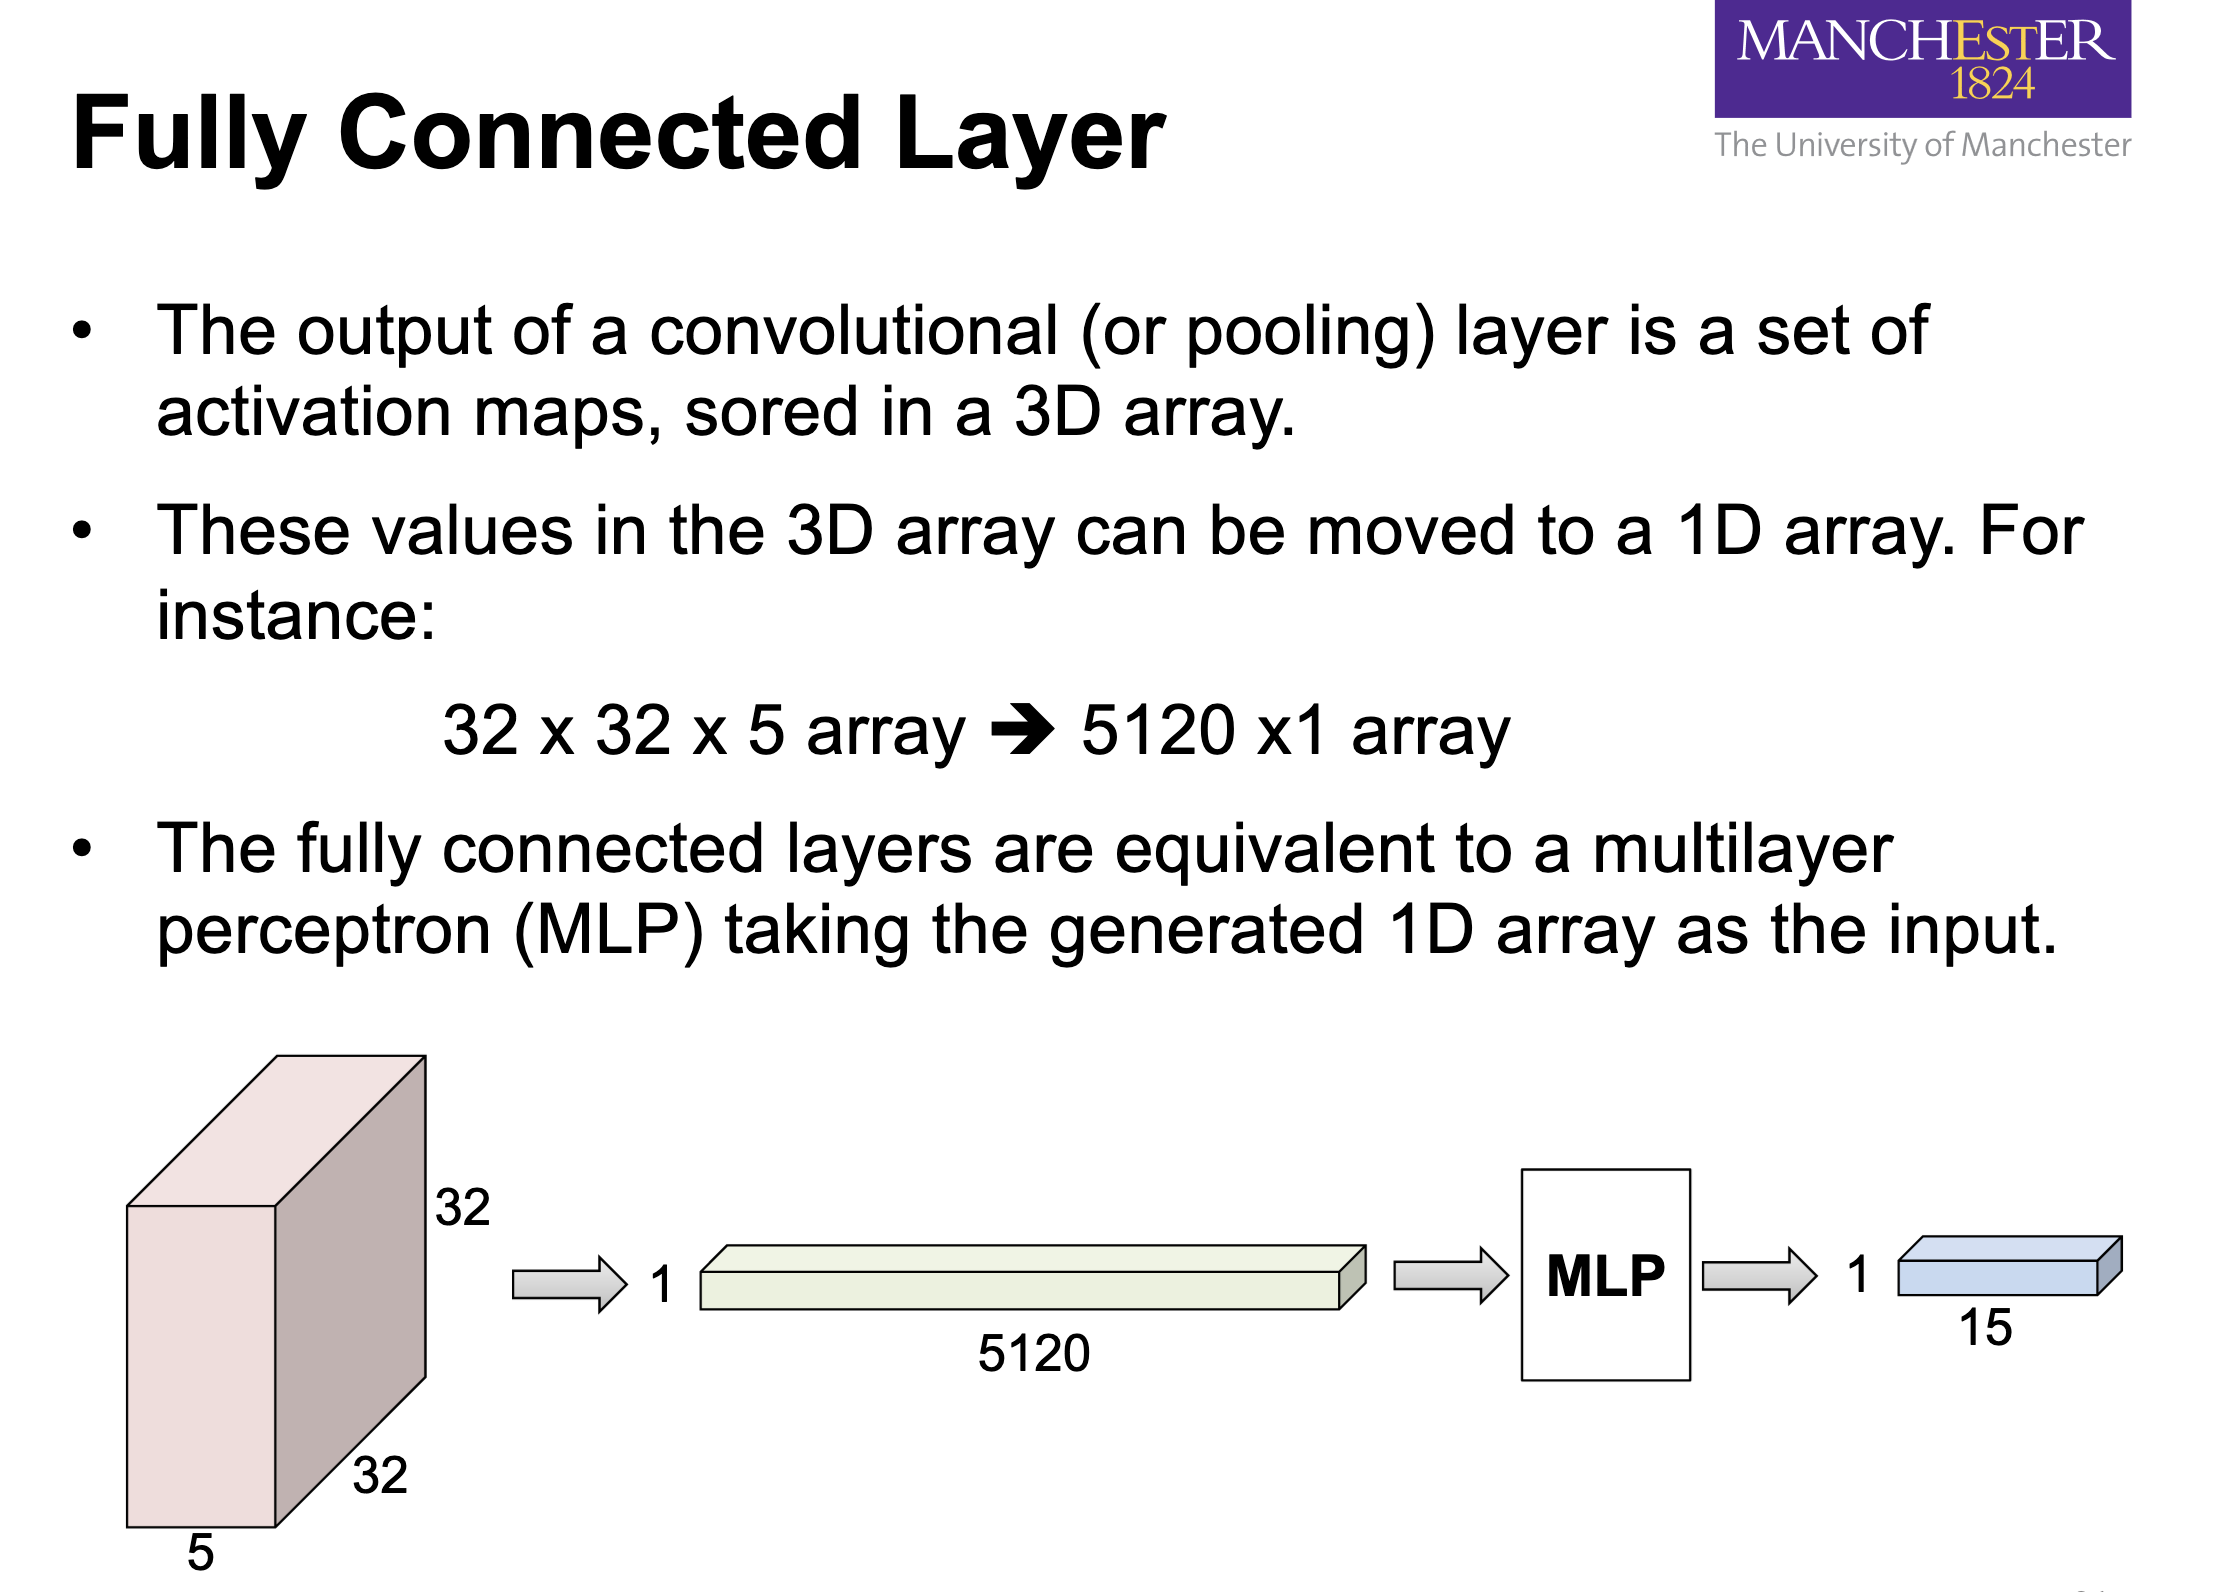 MANCHESTER
1824
The University of Manchester
Fully Connected Layer
• The output of a convolutional (or pooling) layer is a set of
activation maps, sored in a 3D array.
• These values in the 3D array can be moved to a 1D array. For
instance:
32 x 32 x 5 array 🡺 5120 x1 array
• The fully connected layers are equivalent to a multilayer
perceptron (MLP) taking the generated 1D array as the input.
32
32
5
1
5120
MLP
1
15